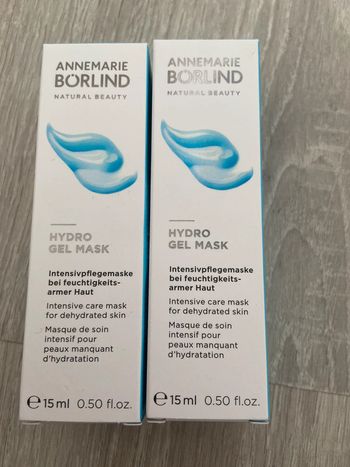 ANNEMARIE
BÖRLIND
NATURAL BEAUTY
HYDRO
GEL MASK
Intensivpflegemaske
bei feuchtigkeits-
armer Haut
Intensive care mask
for dehydrated skin
Masque de soin
intensif pour
peaux manquant
d'hydratation
℮ 15 ml 0.50 fl.oz.
ANNEMARIE
BÖRLIND
NATURAL BEAUTY
HYDRO
GEL MASK
Intensivpflegemaske
bei feuchtigkeits-
armer Haut
Intensive care mask
for dehydrated skin
Masque de soin
intensif pour
peaux manquant
d'hydratation
℮ 15 ml 0.50 fl.oz.